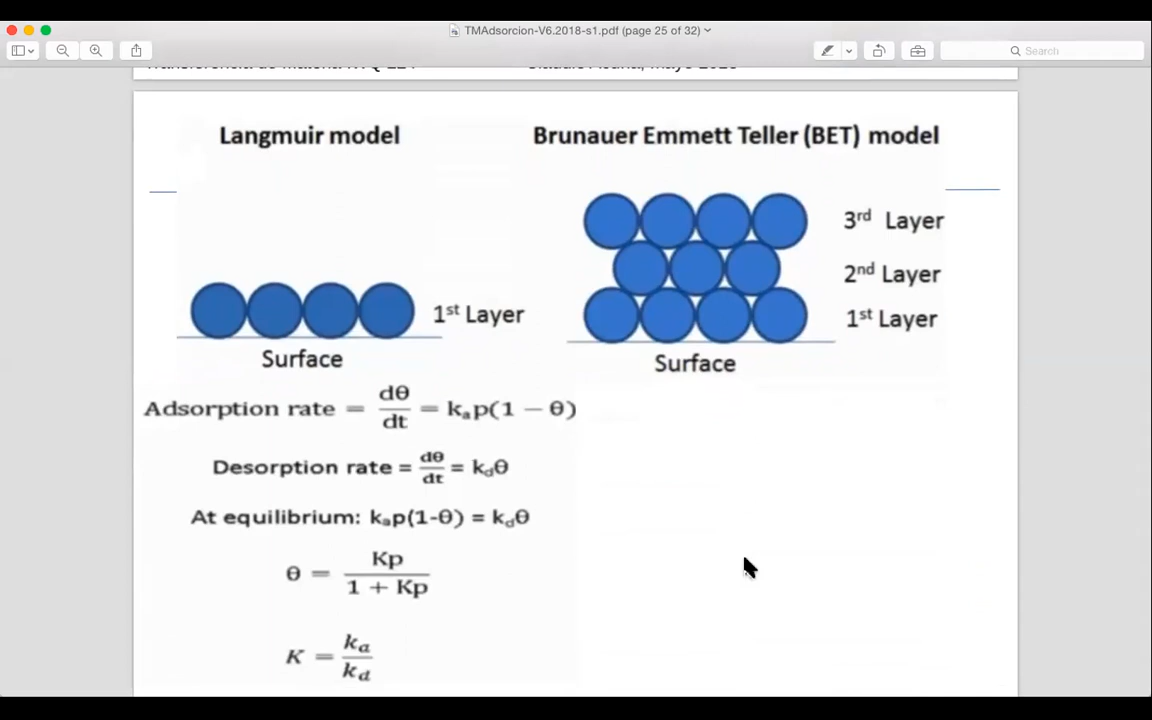 TMAdsorcion-V6.2018-s1.pdf (page 25 of 32)
Search
Langmuir model
Brunauer Emmett Teller (BET) model
3rd Layer
2nd Layer
1st Layer
1st Layer
Surface
Surface
Adsorption rate = dθ/dt = kₐp(1 − θ)
Desorption rate = dθ/dt = k_dθ
At equilibrium: kₐp(1-θ) = k_dθ
θ = Kp/(1 + Kp)
K = kₐ/k_d